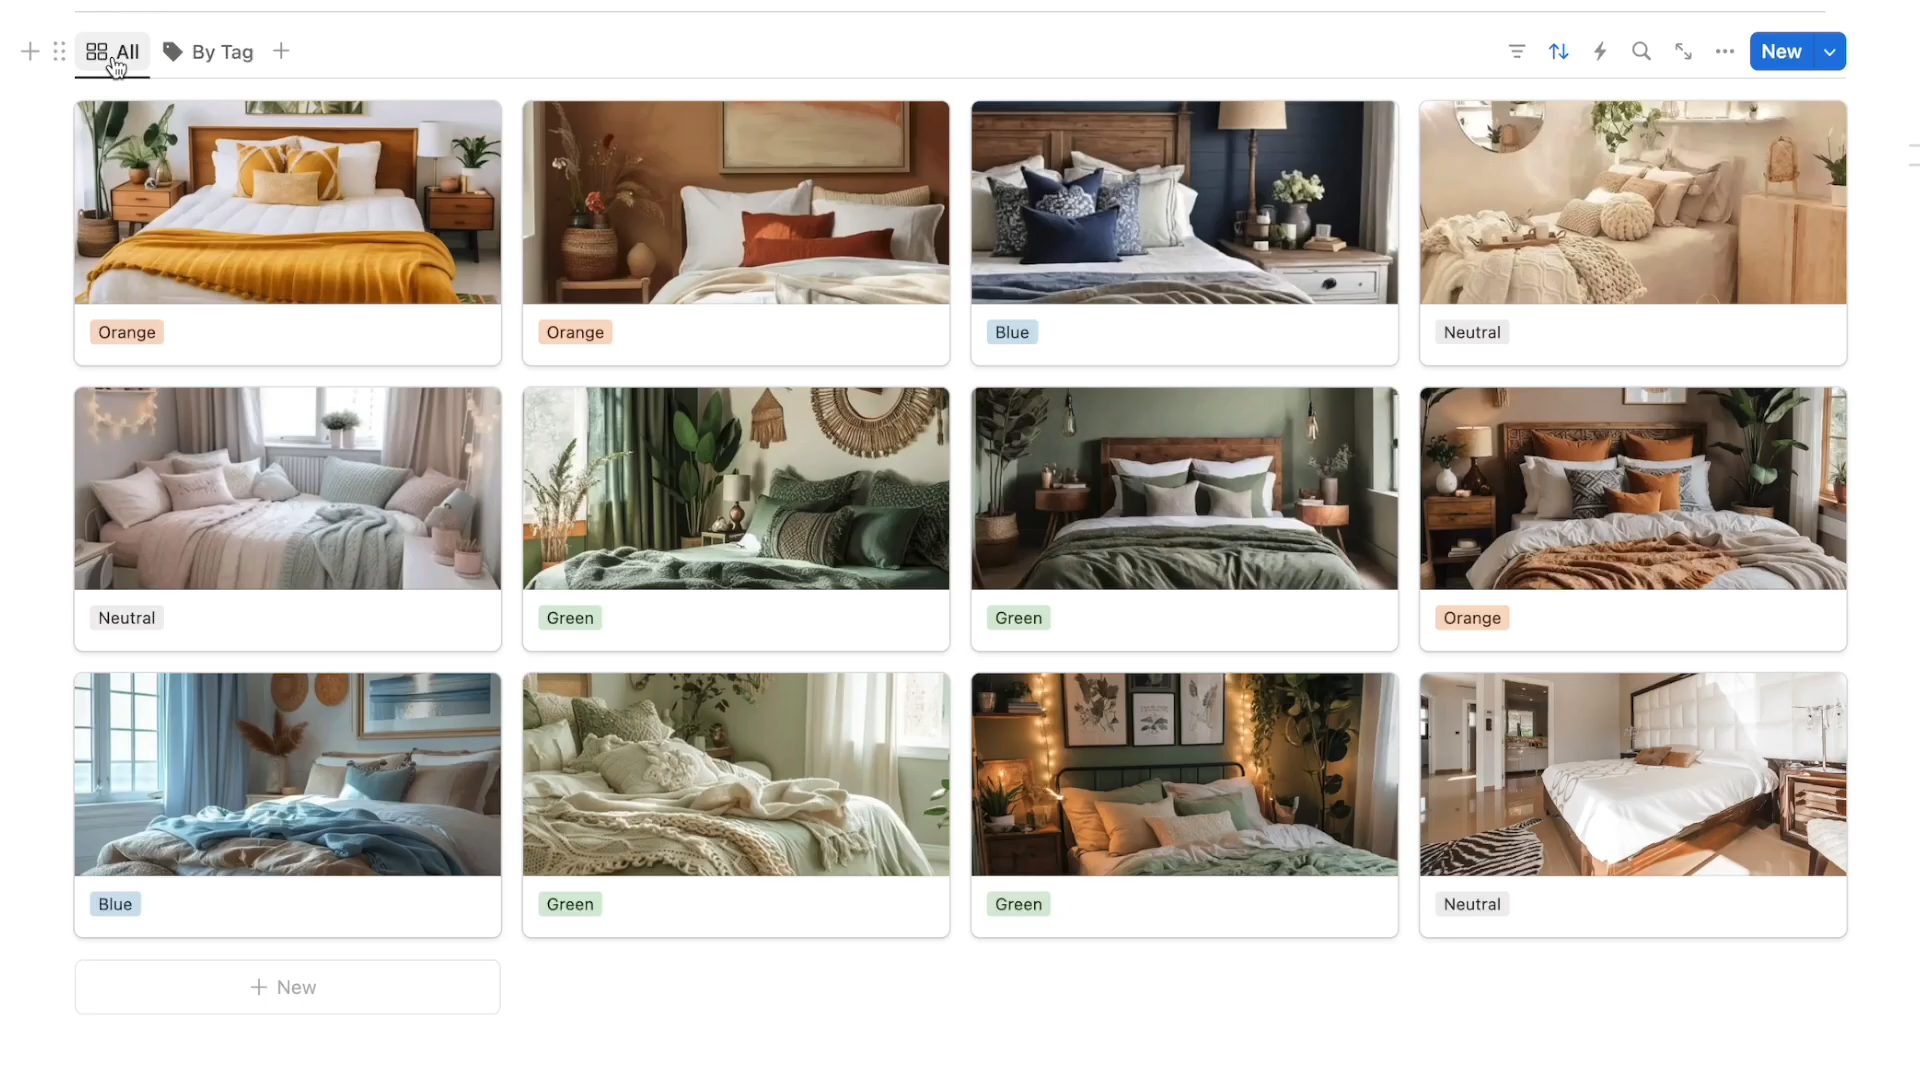 All By Tag New
Orange Orange Blue Neutral
Neutral Green Green Orange
Blue Green Green Neutral
New